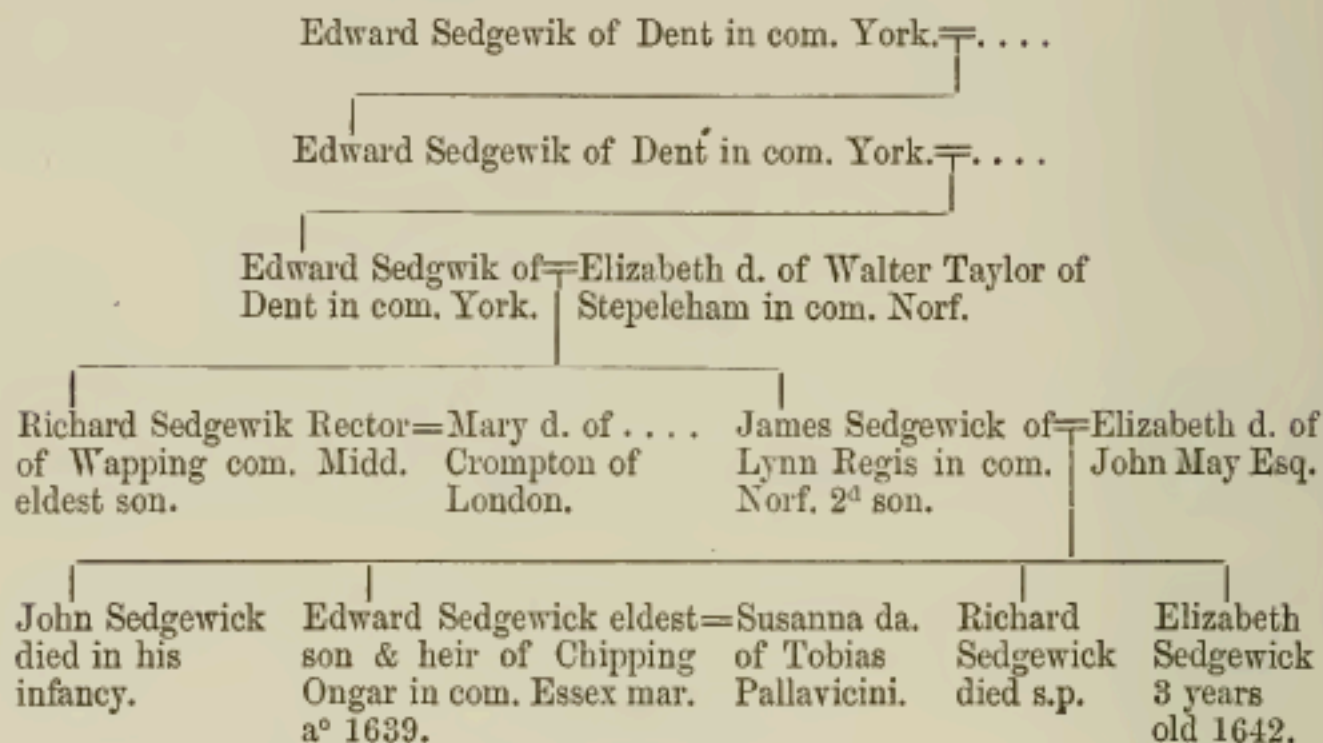 Edward Sedgewik of Dent in com. York.=. . . .
Edward Sedgewik of Dent in com. York.=. . . .
Edward Sedgwik of=Elizabeth d. of Walter Taylor of
Dent in com. York. Stepeleham in com. Norf.
Richard Sedgewik Rector=Mary d. of . . . .
of Wapping com. Midd. Crompton of
eldest son. London.
James Sedgewick of=Elizabeth d. of
Lynn Regis in com. John May Esq.
Norf. 2ᵈ son.
John Sedgewick
died in his
infancy.
Edward Sedgewick eldest=Susanna da.
son & heir of Chipping of Tobias
Ongar in com. Essex mar. Pallavicini.
aº 1639.
Richard
Sedgewick
died s.p.
Elizabeth
Sedgewick
3 years
old 1642.